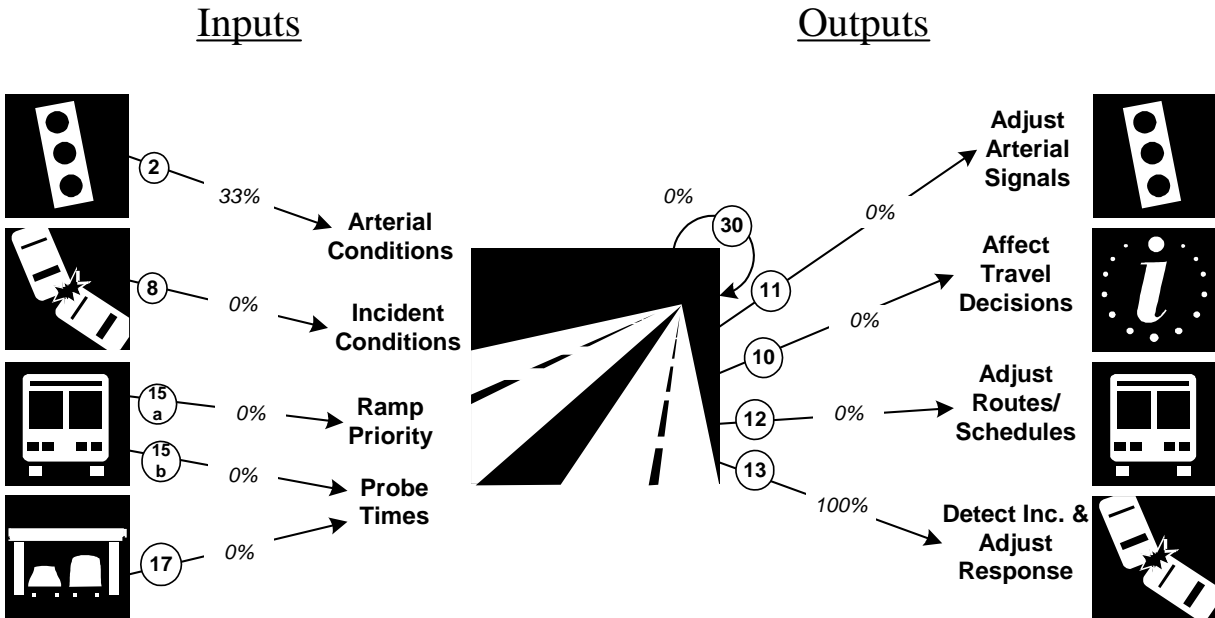 Inputs
Outputs
2
33%
Arterial
Conditions
8
0%
Incident
Conditions
15
a
0%
Ramp
Priority
15
b
0%
Probe
Times
17
0%
0%
30
11
0%
Adjust
Arterial
Signals
10
0%
Affect
Travel
Decisions
i
12
0%
Adjust
Routes/
Schedules
13
100%
Detect Inc. &
Adjust
Response